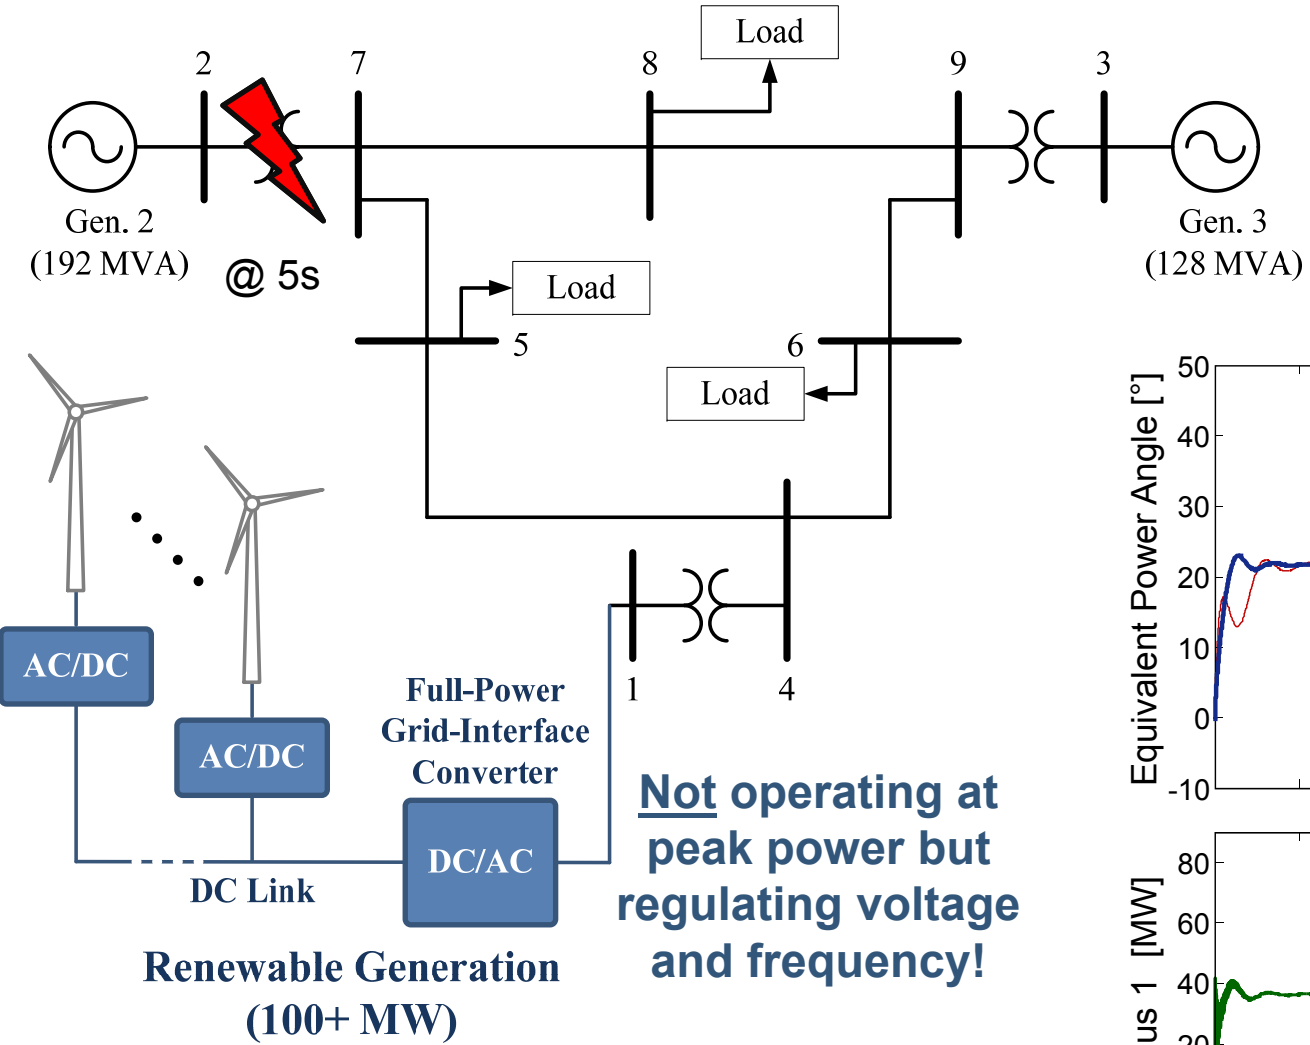 Load
2
7
8
9
3
Gen. 2
(192 MVA)
@ 5s
Gen. 3
(128 MVA)
Load
5
6
Load
AC/DC
AC/DC
Full-Power
Grid-Interface
Converter
DC/AC
DC Link
1
4
Renewable Generation
(100+ MW)
Not operating at
peak power but
regulating voltage
and frequency!
Equivalent Power Angle [°]
50
40
30
20
10
0
-10
us 1 [MW]
80
60
40
20